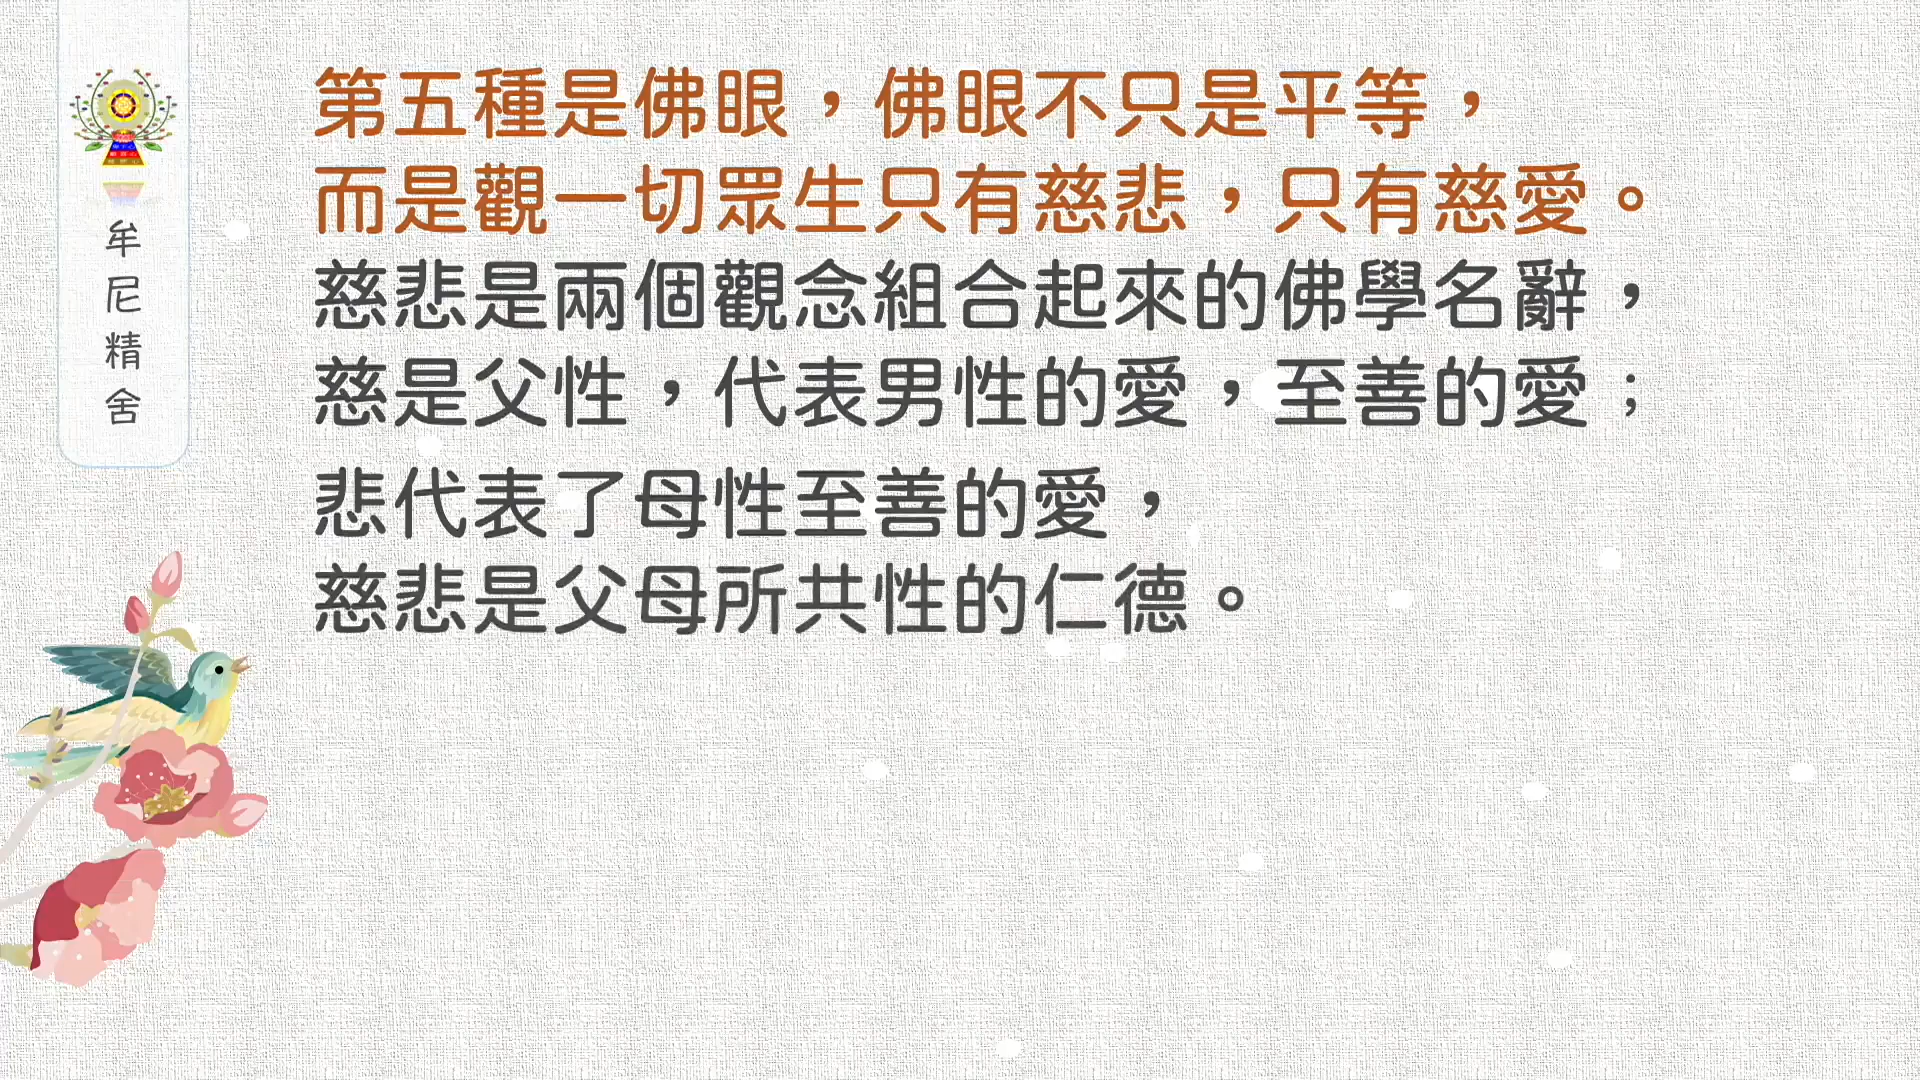 第五種是佛眼，佛眼不只是平等，
而是觀一切眾生只有慈悲，只有慈愛。
慈悲是兩個觀念組合起來的佛學名辭，
慈是父性，代表男性的愛，至善的愛；
悲代表了母性至善的愛，
慈悲是父母所共性的仁德。
牟尼精舍